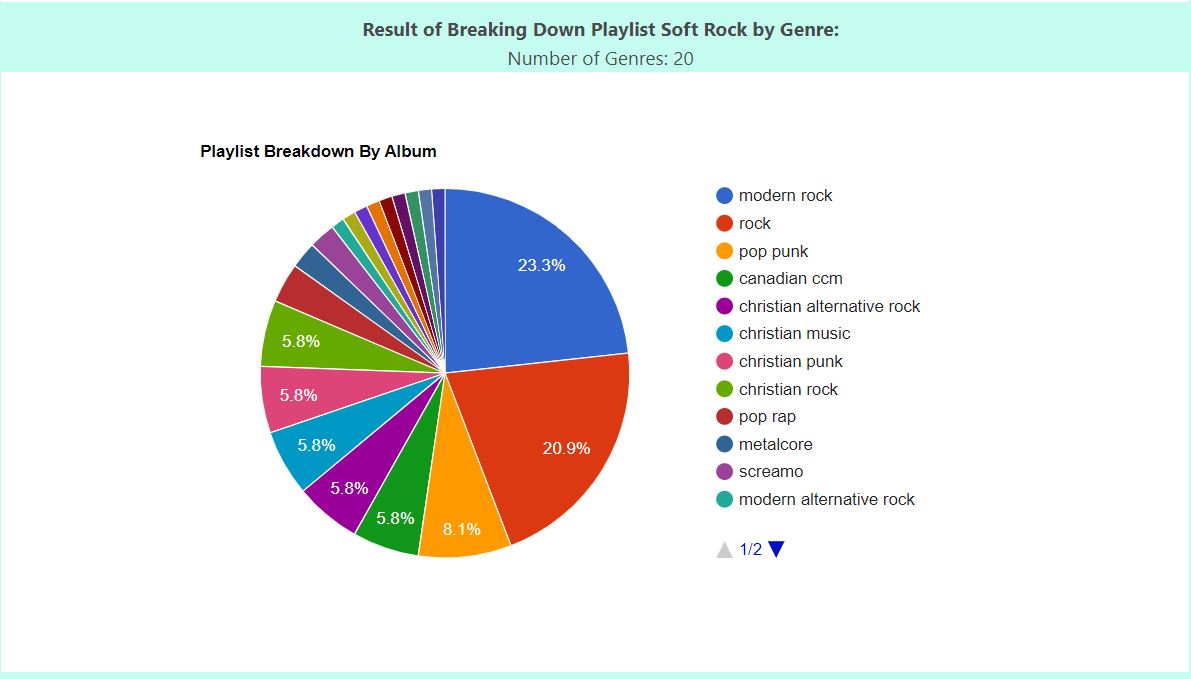 Result of Breaking Down Playlist Soft Rock by Genre:
Number of Genres: 20
Playlist Breakdown By Album
23.3%
20.9%
8.1%
5.8%
5.8%
5.8%
5.8%
5.8%
modern rock
rock
pop punk
canadian ccm
christian alternative rock
christian music
christian punk
christian rock
pop rap
metalcore
screamo
modern alternative rock
1/2